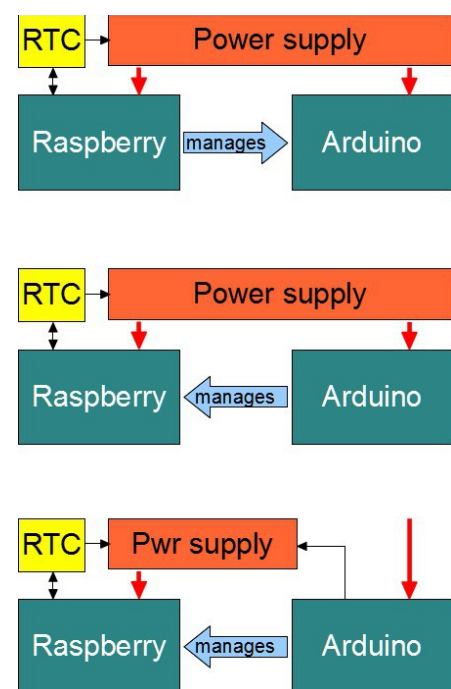 RTC Power supply
Raspberry manages Arduino
RTC Power supply
Raspberry manages Arduino
RTC Pwr supply
Raspberry manages Arduino